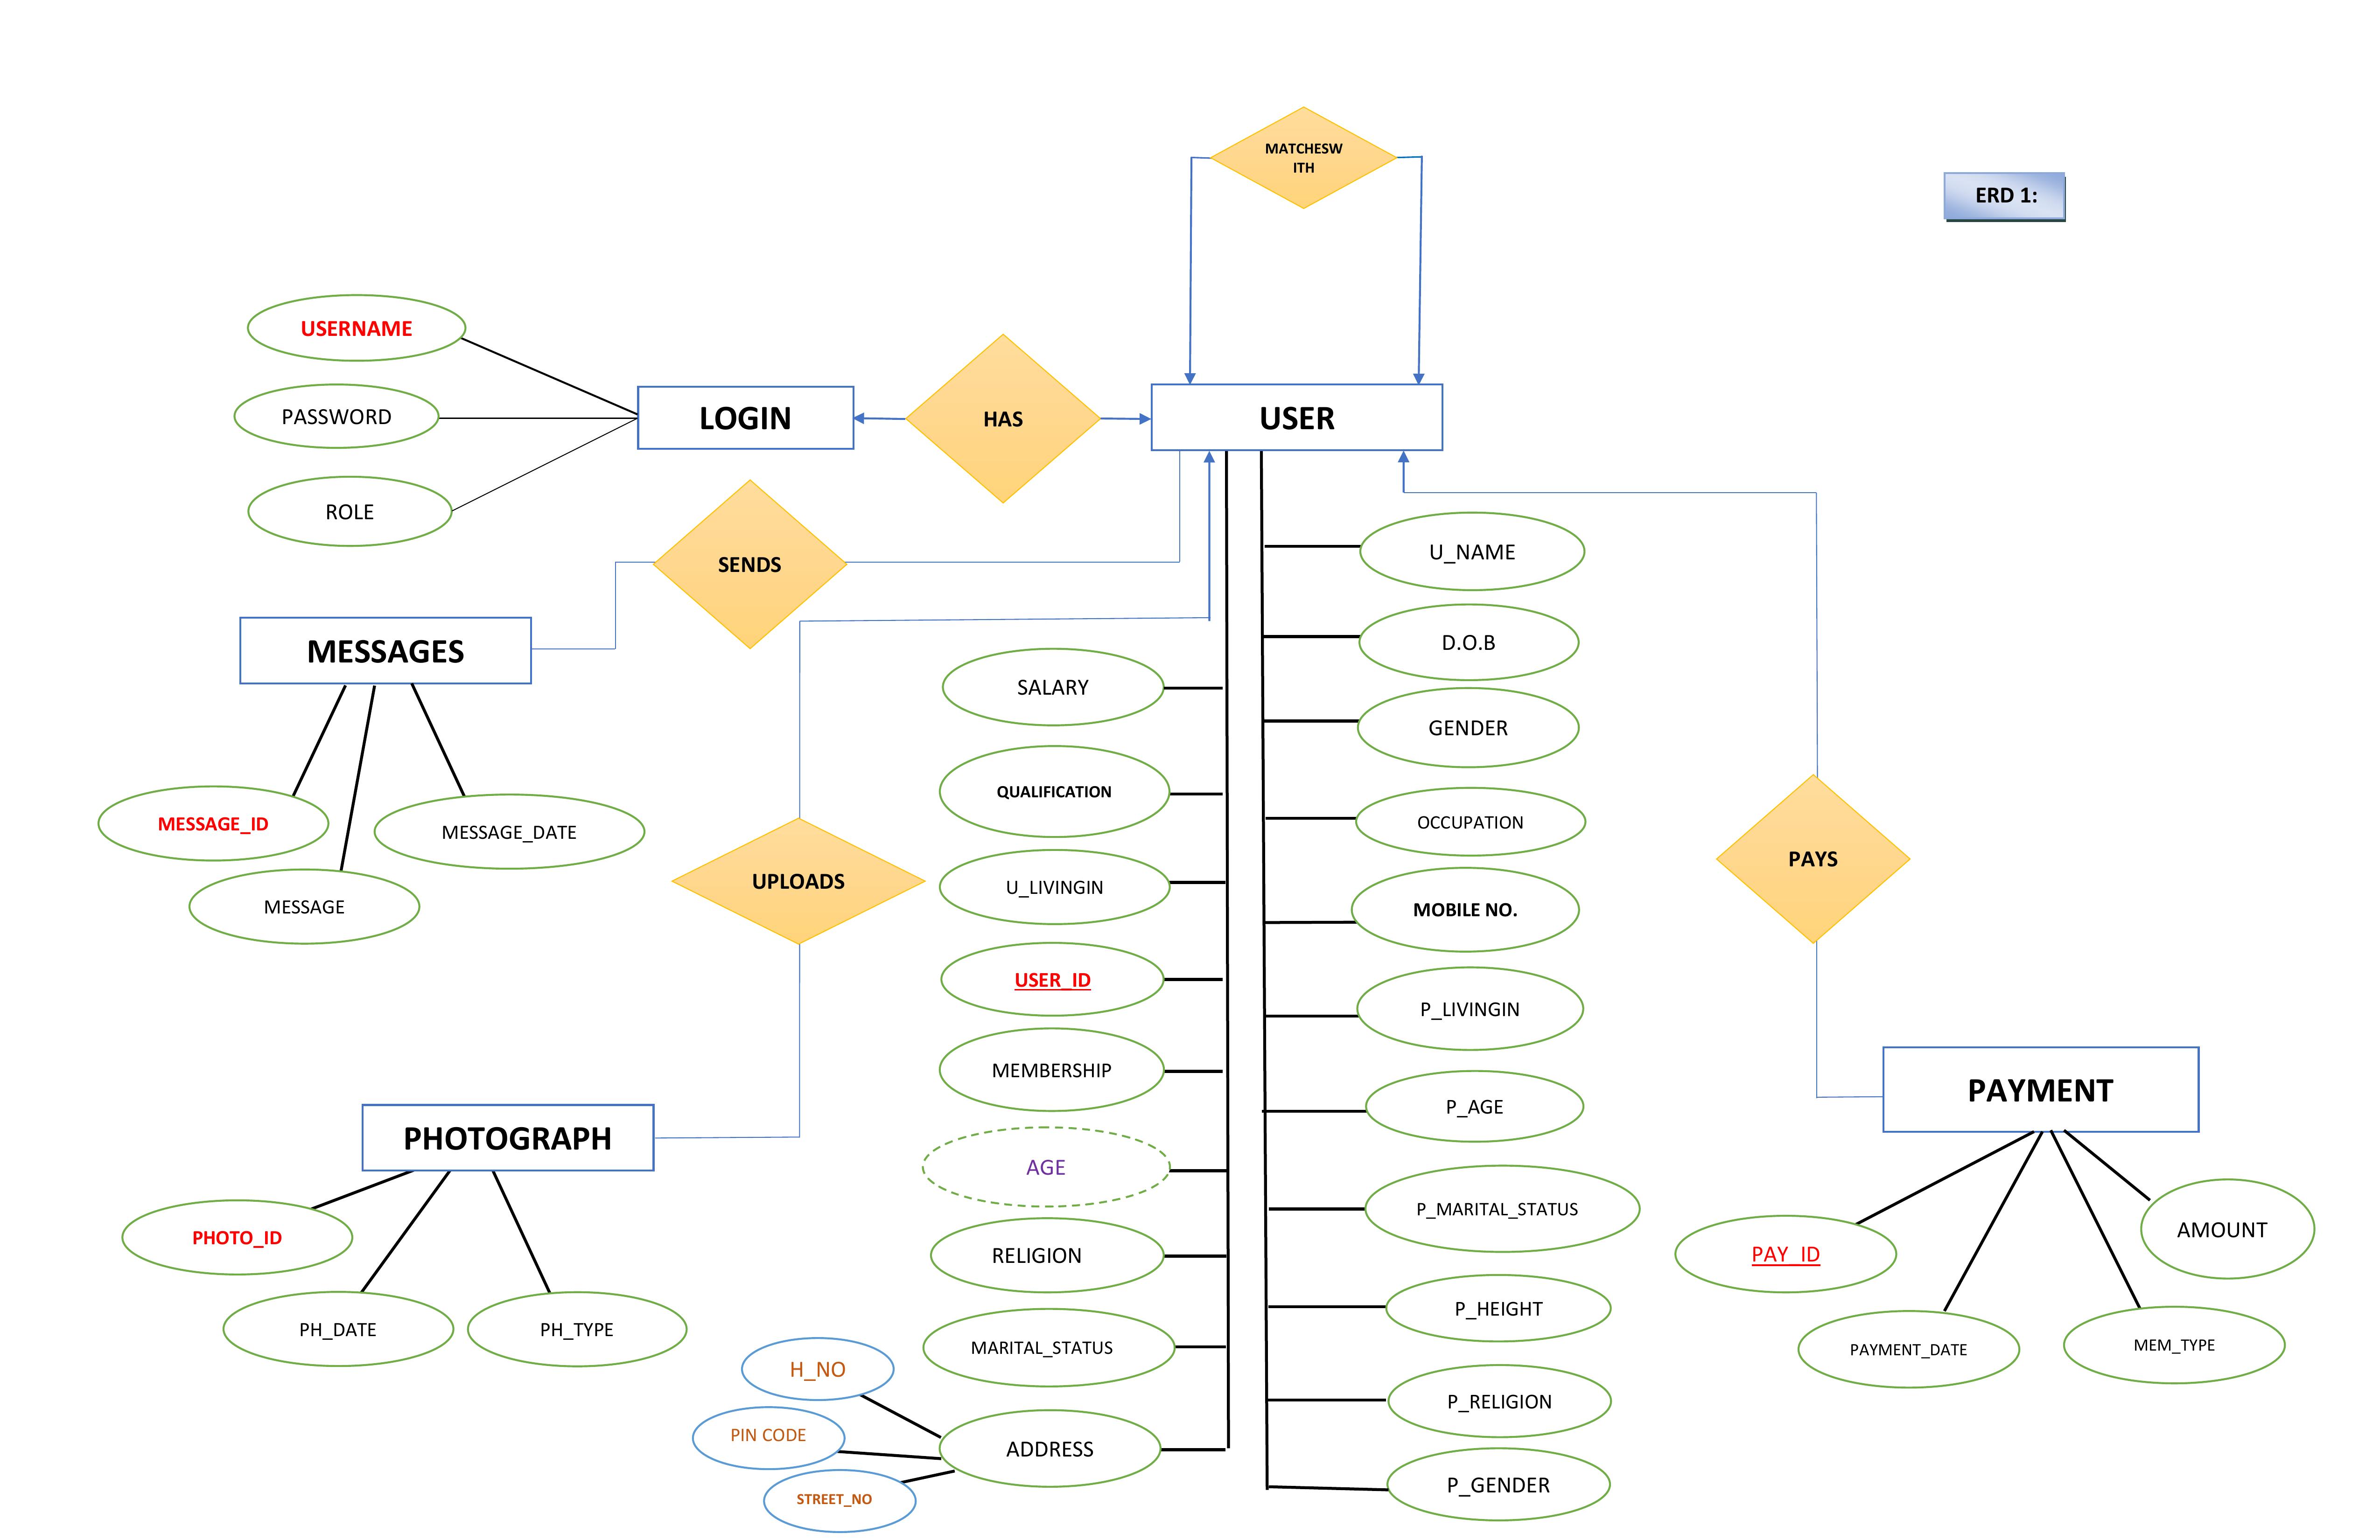 MATCHESW
ITH
ERD 1:
USERNAME
PASSWORD
ROLE
LOGIN
HAS
USER
SENDS
MESSAGES
MESSAGE_ID
MESSAGE_DATE
MESSAGE
UPLOADS
PHOTOGRAPH
PHOTO_ID
PH_DATE
PH_TYPE
SALARY
QUALIFICATION
U_LIVINGIN
USER_ID
MEMBERSHIP
AGE
RELIGION
MARITAL_STATUS
ADDRESS
H_NO
PIN CODE
STREET_NO
U_NAME
D.O.B
GENDER
OCCUPATION
MOBILE NO.
P_LIVINGIN
P_AGE
P_MARITAL_STATUS
P_HEIGHT
P_RELIGION
P_GENDER
PAYS
PAYMENT
PAY_ID
PAYMENT_DATE
MEM_TYPE
AMOUNT